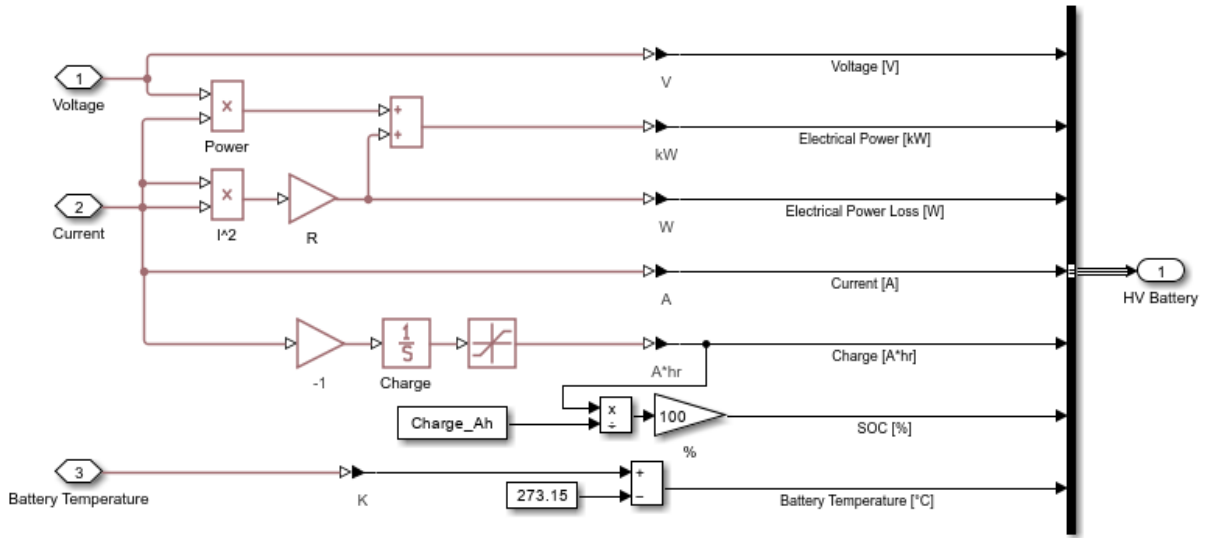 1
Voltage
V
Voltage [V]
×
Power
+
+
kW
Electrical Power [kW]
2
Current
×
I^2
R
W
Electrical Power Loss [W]
A
Current [A]
=
1
HV Battery
-1
1
S
Charge
A*hr
Charge [A*hr]
Charge_Ah
×
÷
100
%
SOC [%]
3
Battery Temperature
K
273.15
+
−
Battery Temperature [°C]